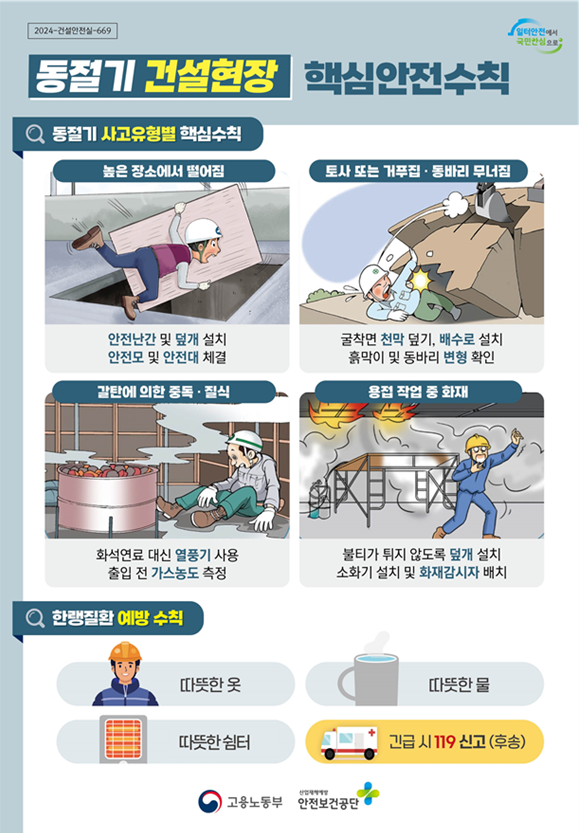 2024-건설안전실-669
일터안전에서
국민안심으로
동절기 건설현장 핵심안전수칙
동절기 사고유형별 핵심수칙
높은 장소에서 떨어짐
안전난간 및 덮개 설치
안전모 및 안전대 체결
토사 또는 거푸집 · 동바리 무너짐
굴착면 천막 덮기, 배수로 설치
흙막이 및 동바리 변형 확인
갈탄에 의한 중독 · 질식
화석연료 대신 열풍기 사용
출입 전 가스농도 측정
용접 작업 중 화재
불티가 튀지 않도록 덮개 설치
소화기 설치 및 화재감시자 배치
한랭질환 예방 수칙
따뜻한 옷
따뜻한 물
따뜻한 쉼터
긴급 시 119 신고 (후송)
고용노동부
산업재해예방
안전보건공단